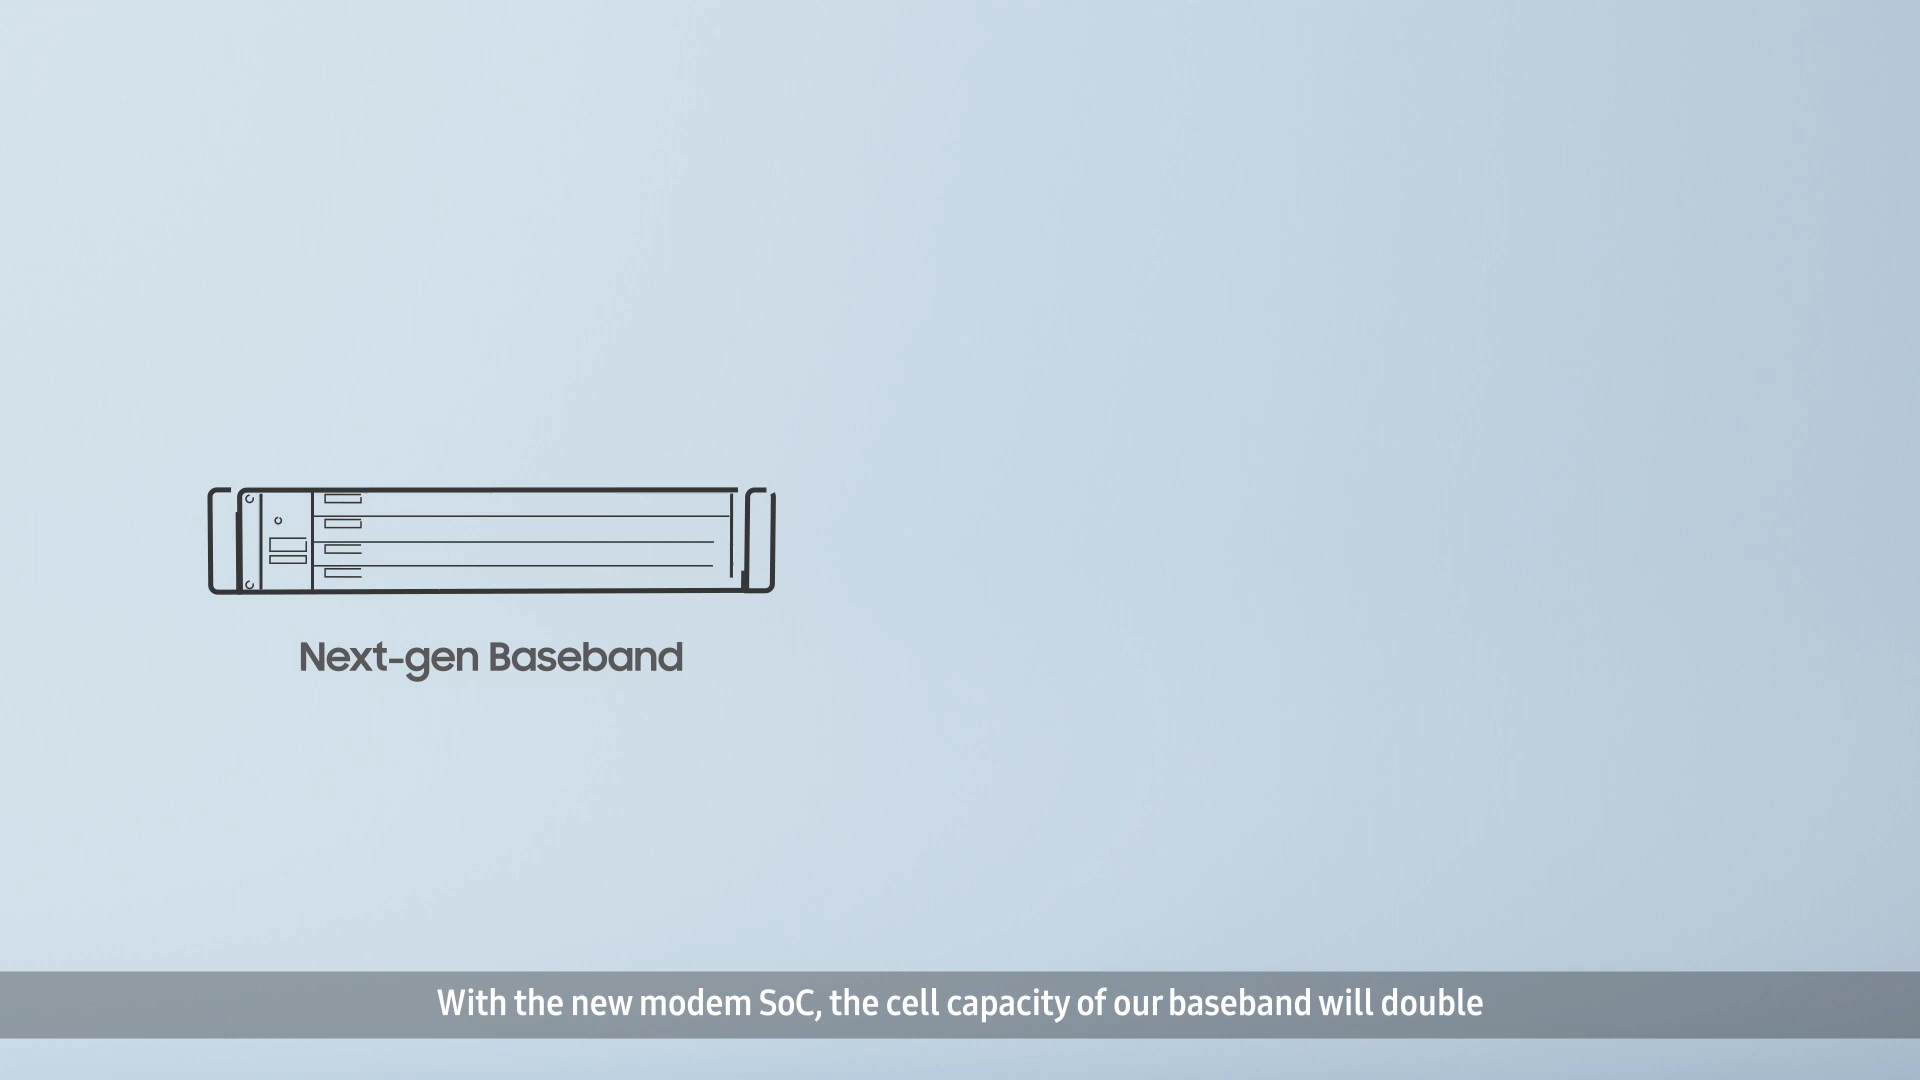 Next-gen Baseband
With the new modem SoC, the cell capacity of our baseband will double